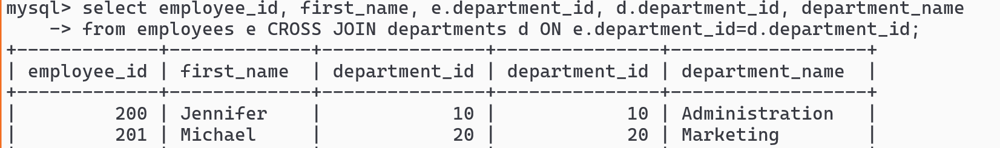 mysql> select employee_id, first_name, e.department_id, d.department_id, department_name
    -> from employees e CROSS JOIN departments d ON e.department_id=d.department_id;
+-------------+-------------+---------------+---------------+------------------+
| employee_id | first_name  | department_id | department_id | department_name  |
+-------------+-------------+---------------+---------------+------------------+
|         200 | Jennifer    |            10 |            10 | Administration   |
|         201 | Michael     |            20 |            20 | Marketing        |